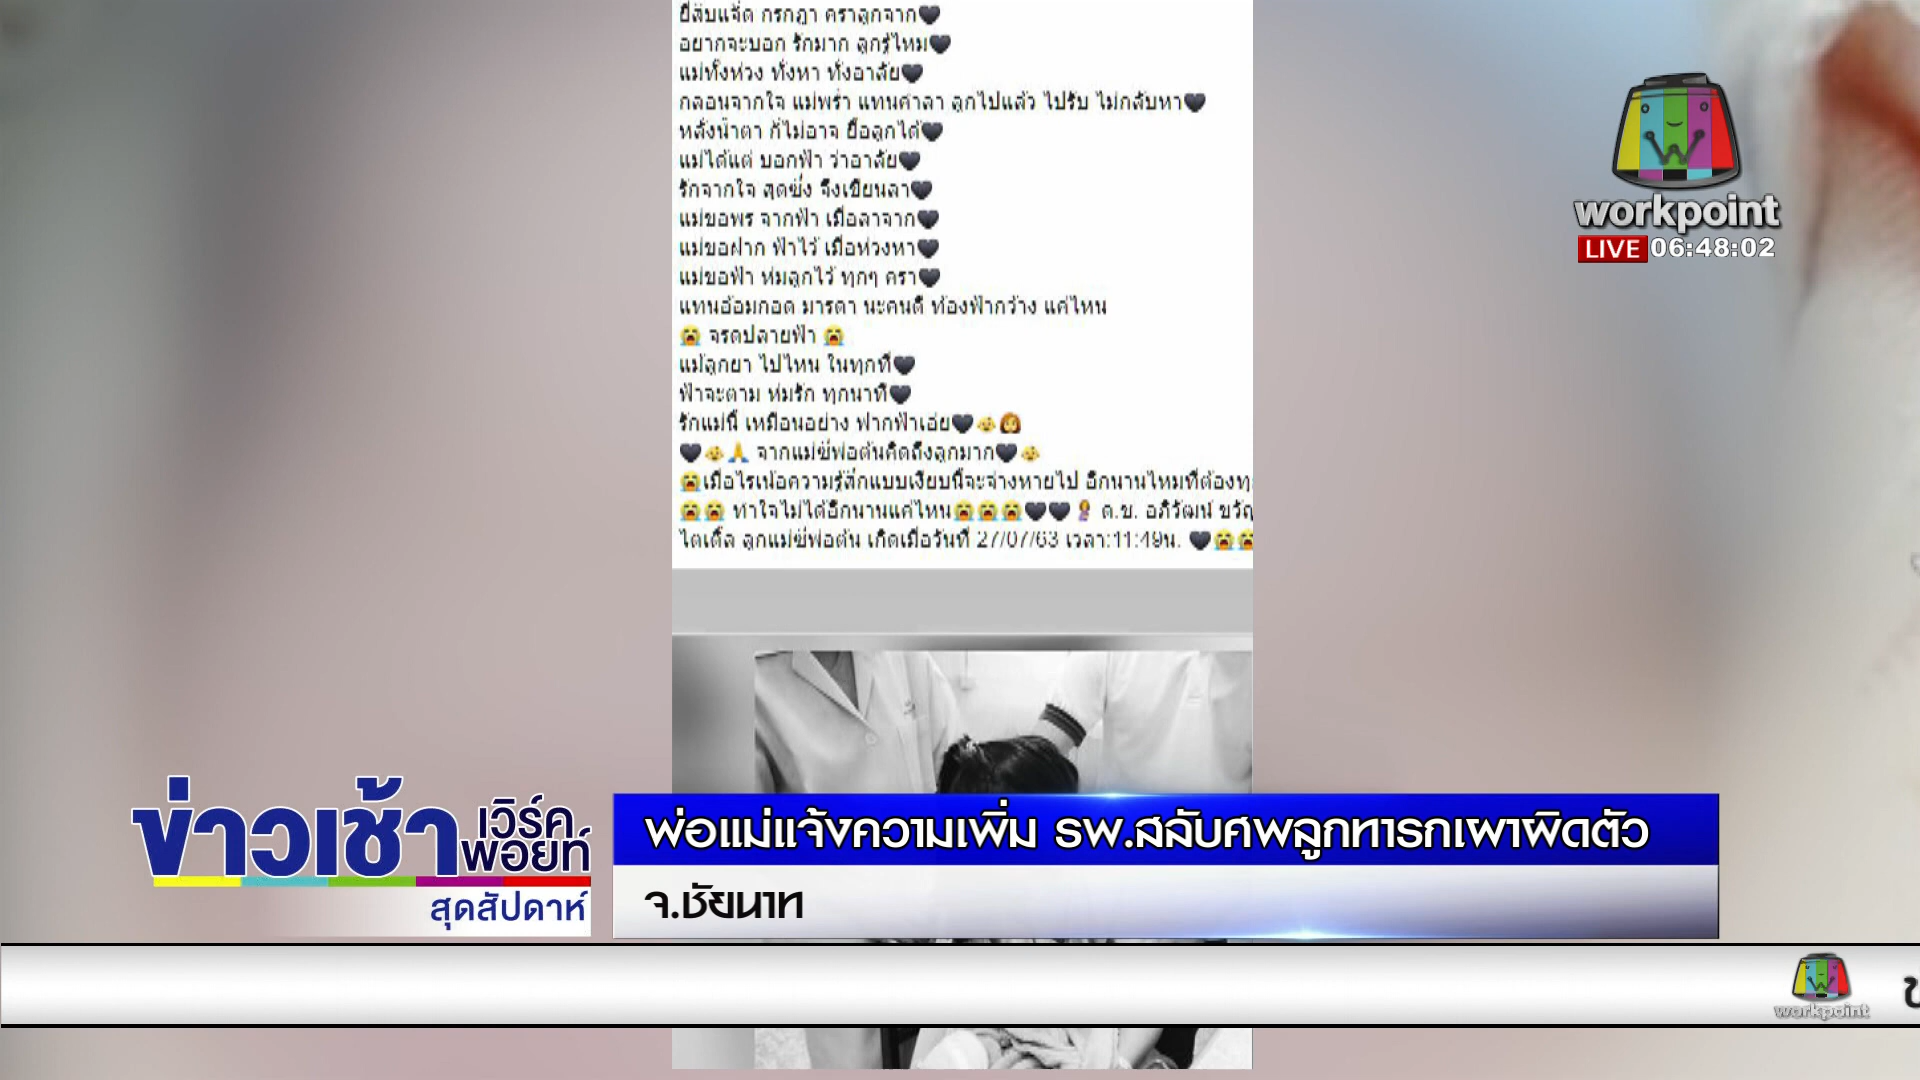 ยี่สิบแจ็ด กรกฎา คราลูกจาก🖤
อยากจะบอก รักมาก ลูกรู้ไหม🖤
แม่ทั้งห่วง ทั้งหา ทั้งอาลัย🖤
กลอนจากใจ แม่พร่ำ แทนคำลา ลูกไปแล้ว ไปรับ ไม่กลับหา🖤
หลั่งน้ำตา ก็ไม่อาจ ยื้อลูกได้🖤
แม่ได้แต่ บอกฟ้า ว่าอาลัย🖤
รักจากใจ สุดซึ้ง จึงเขียนลา🖤
แม่ขอพร จากฟ้า เมื่อลาจาก🖤
แม่ขอฝาก ฟ้าไว้ เมื่อห่วงหา🖤
แม่ขอฟ้า ห่มลูกไว้ ทุกๆ ครา🖤
แทนอ้อมกอด มารดา นะคนดี ท้องฟ้ากว้าง แค่ไหน
😭 จรดปลายฟ้า 😭
แม้ลูกยา ไปไหน ในทุกที่🖤
ฟ้าจะตาม ห่มรัก ทุกนาที🖤
รักแม่นี้ เหมือนอย่าง ฟากฟ้าเอ่ย🖤👶👩
🖤👶🙏 จากแม่ซี่พ่อต้นคิดถึงลูกมาก🖤👶
😭เมื่อไรเน้อความรู้สึกแบบเงียบนี้จะจ่างหายไป อีกนานไหมที่ต้องทุ
😭😭 ทำใจไม่ได้อีกนานแค่ไหน😭😭😭🖤🖤🤱 ด.ช. อภิวัฒน์ ขวัญ
ไตเติ้ล ลูกแม่ซี่พ่อต้น เกิดเมื่อวันที่ 27/07/63 เวลา:11:49น. 🖤😭😭
workpoint
LIVE 06:48:02
ข่าวเช้า เวิร์คพอยท์
สุดสัปดาห์
พ่อแม่แจ้งความเพิ่ม รพ.สลับศพลูกทารกเผาผิดตัว
จ.ชัยนาท
workpoint